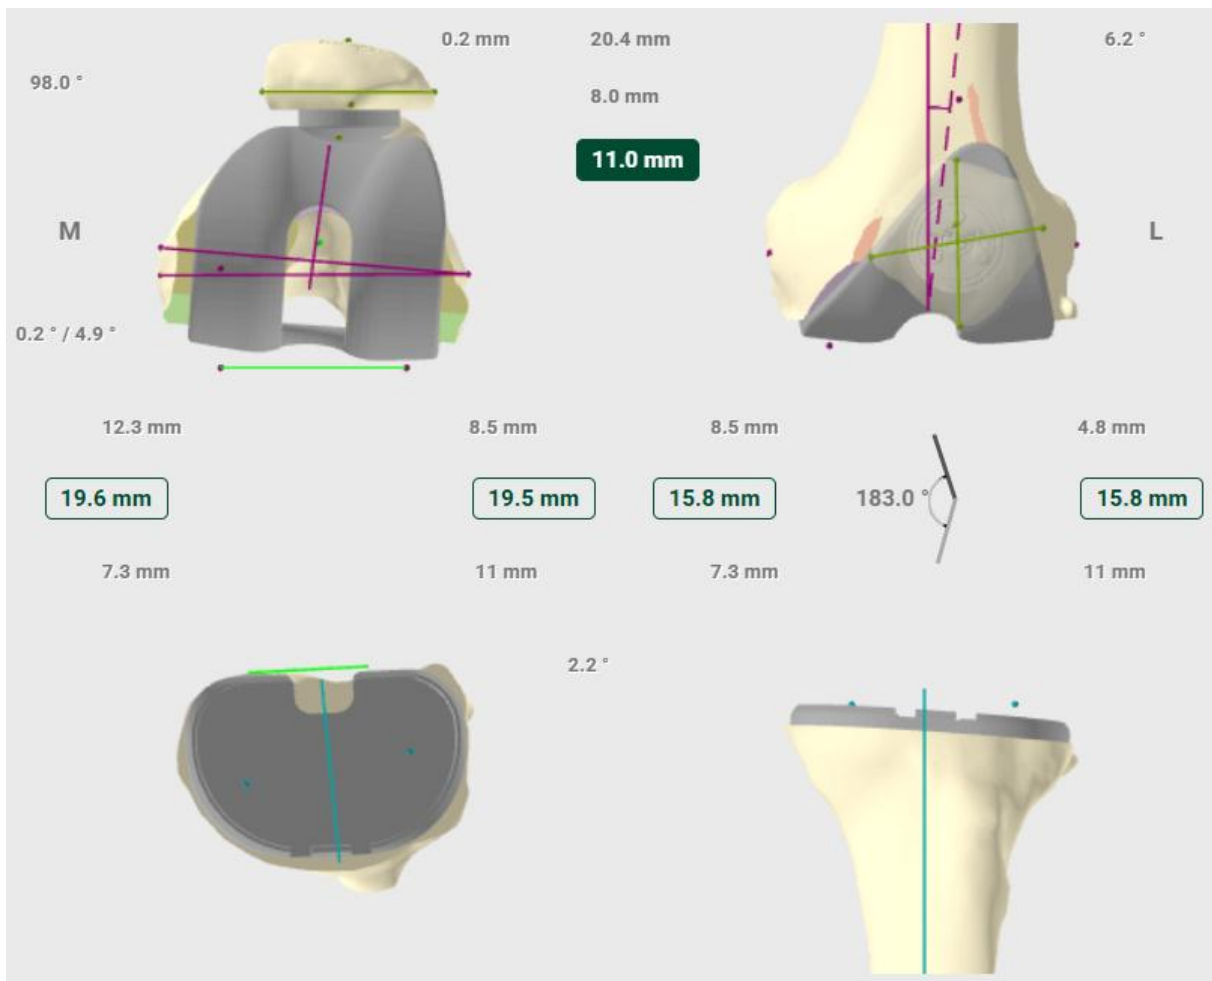 0.2 mm
20.4 mm
6.2 °
98.0 °
8.0 mm
11.0 mm
M
L
0.2 ° / 4.9 °
12.3 mm
8.5 mm
8.5 mm
4.8 mm
19.6 mm
19.5 mm
15.8 mm
183.0 °
15.8 mm
7.3 mm
11 mm
7.3 mm
11 mm
2.2 °